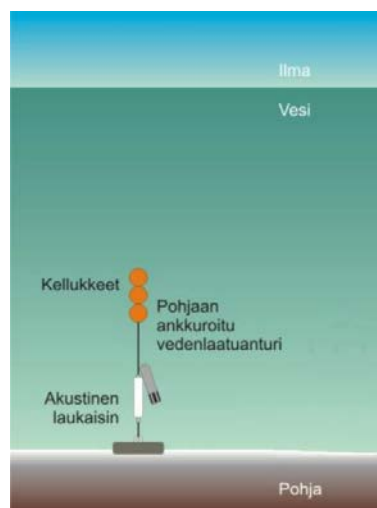 Ilma
Vesi
Kellukkeet
Pohjaan
ankkuroitu
vedenlaatuanturi
Akustinen
laukaisin
Pohja